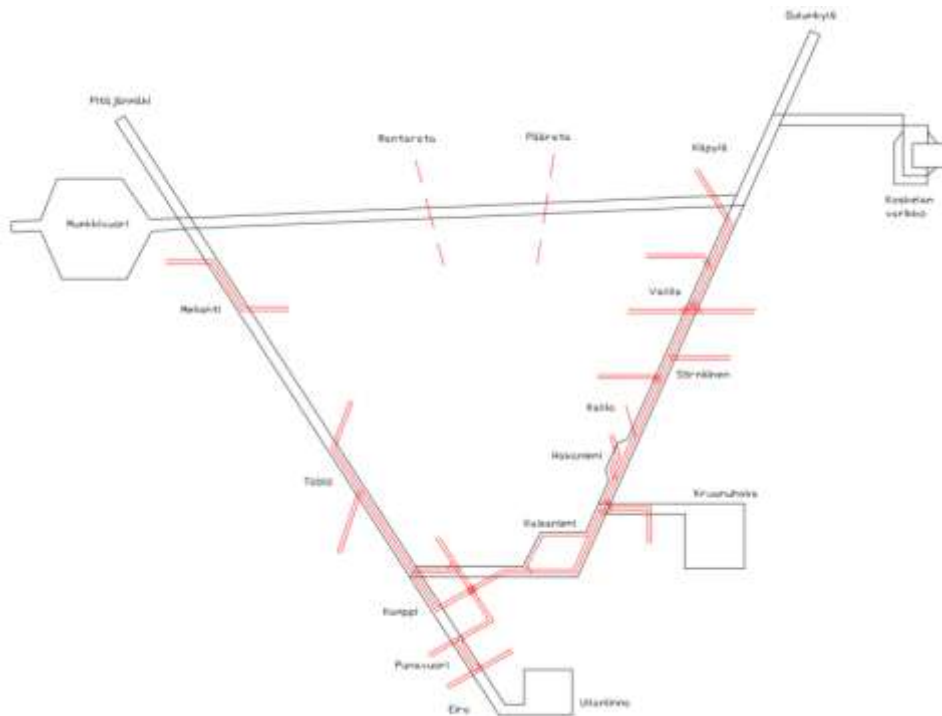 Oulunkylä
Pitäjänmäki
Rantarata
Päärata
Käpylä
Koskelan
varikko
Munkkivuori
Vallila
Meilahti
Sörnäinen
Kallio
Hakaniemi
Töölö
Kruunuhaka
Kaisaniemi
Kamppi
Punavuori
Eira
Ullanlinna